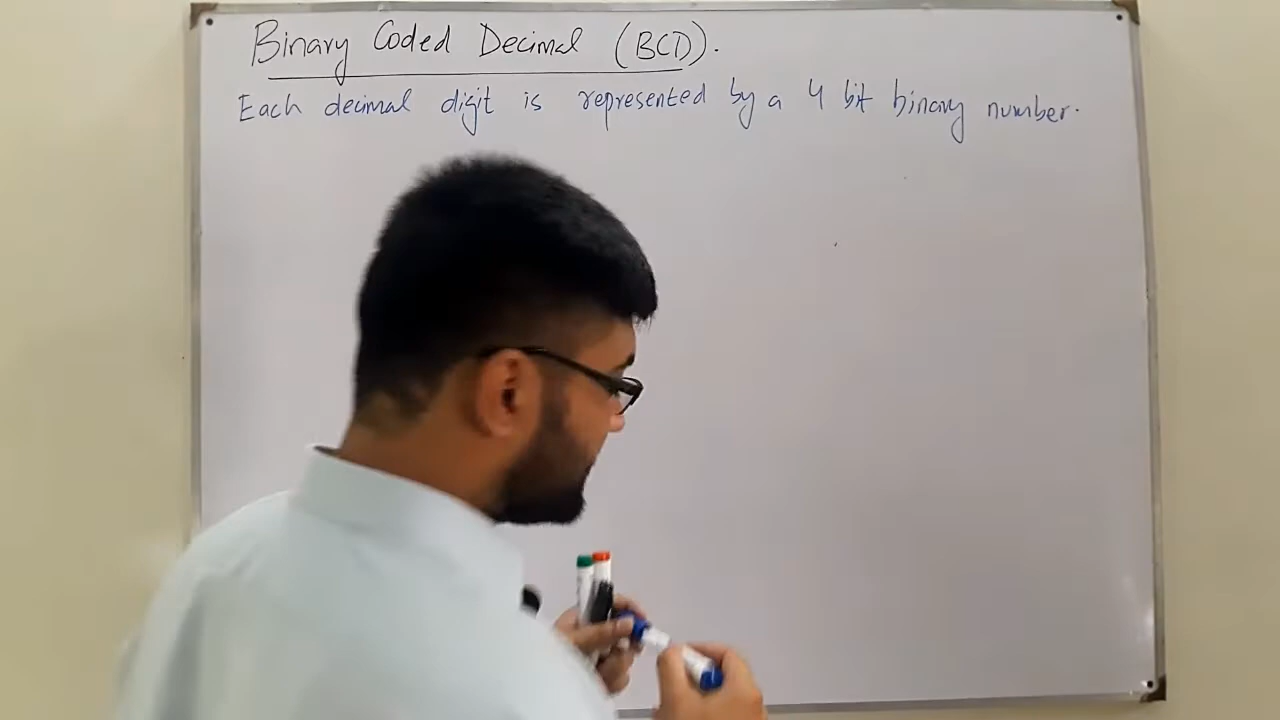 Binary Coded Decimal (BCD).
Each decimal digit is represented by a 4 bit binary number.